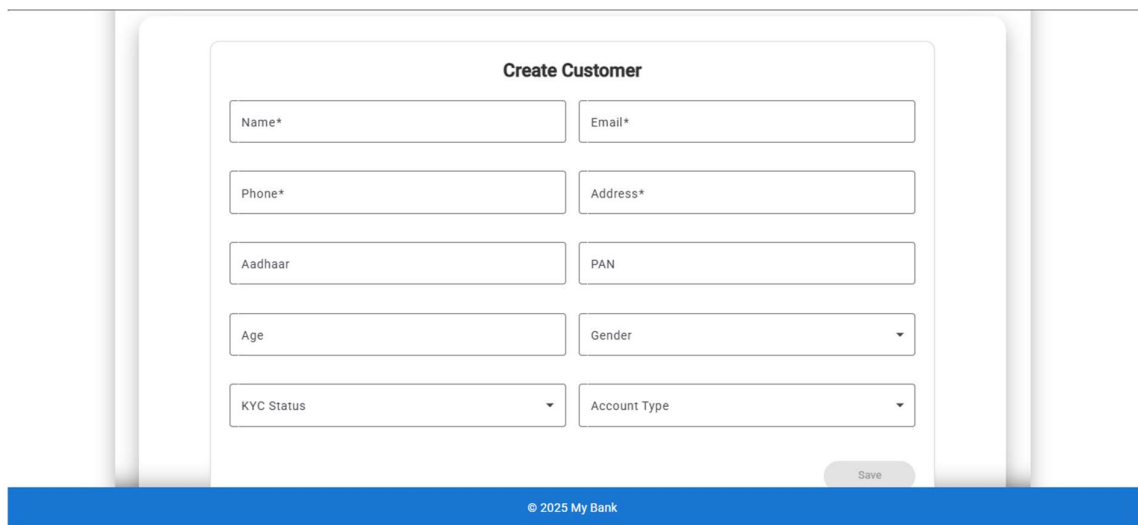 Create Customer
Name*
Email*
Phone*
Address*
Aadhaar
PAN
Age
Gender
KYC Status
Account Type
Save
© 2025 My Bank